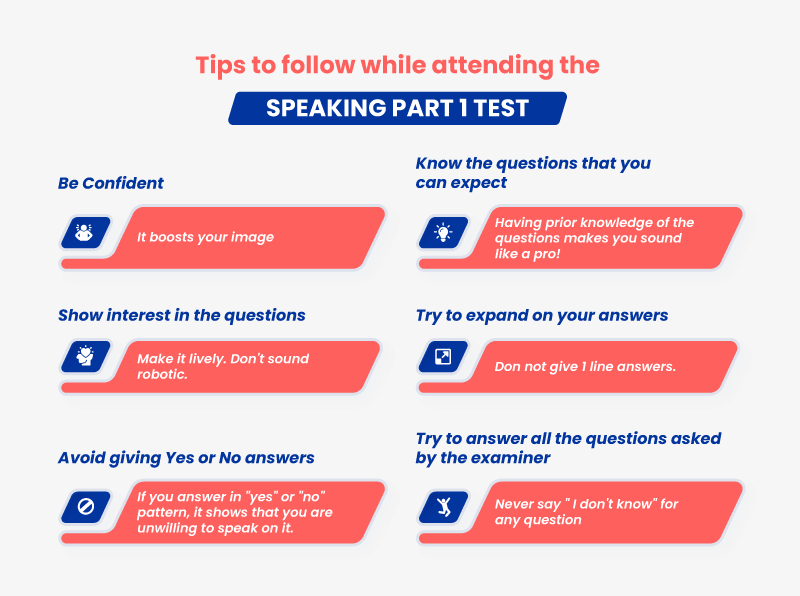 Tips to follow while attending the
SPEAKING PART 1 TEST
Be Confident
It boosts your image
Know the questions that you
can expect
Having prior knowledge of the
questions makes you sound
like a pro!
Show interest in the questions
Make it lively. Don't sound
robotic.
Try to expand on your answers
Don not give 1 line answers.
Avoid giving Yes or No answers
If you answer in "yes" or "no"
pattern, it shows that you are
unwilling to speak on it.
Try to answer all the questions asked
by the examiner
Never say " I don't know" for
any question